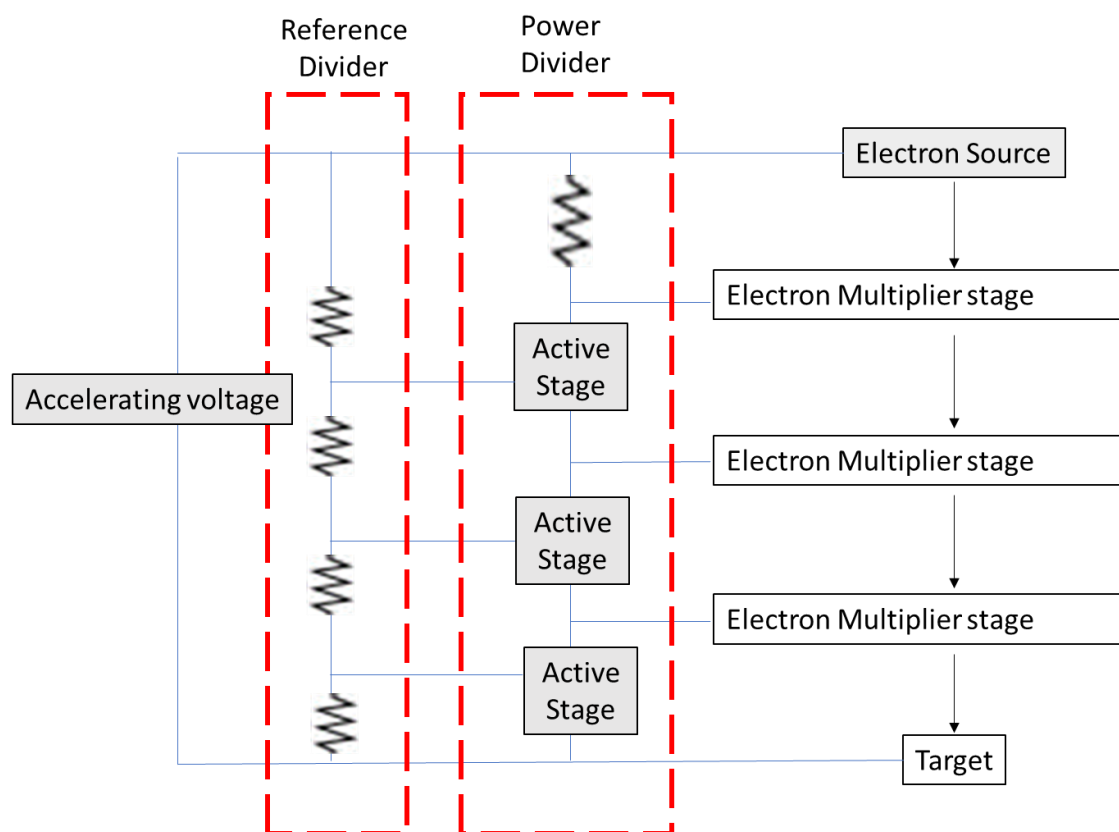 Reference
Divider
Power
Divider
Electron Source
Electron Multiplier stage
Active
Stage
Accelerating voltage
Electron Multiplier stage
Active
Stage
Electron Multiplier stage
Active
Stage
Target